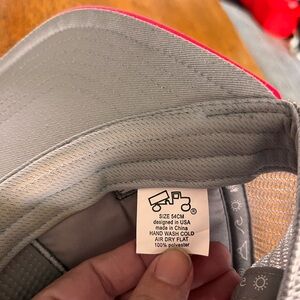 ®
SIZE 54CM
designed in USA
made in China
HAND WASH COLD
AIR DRY FLAT
100% polyester